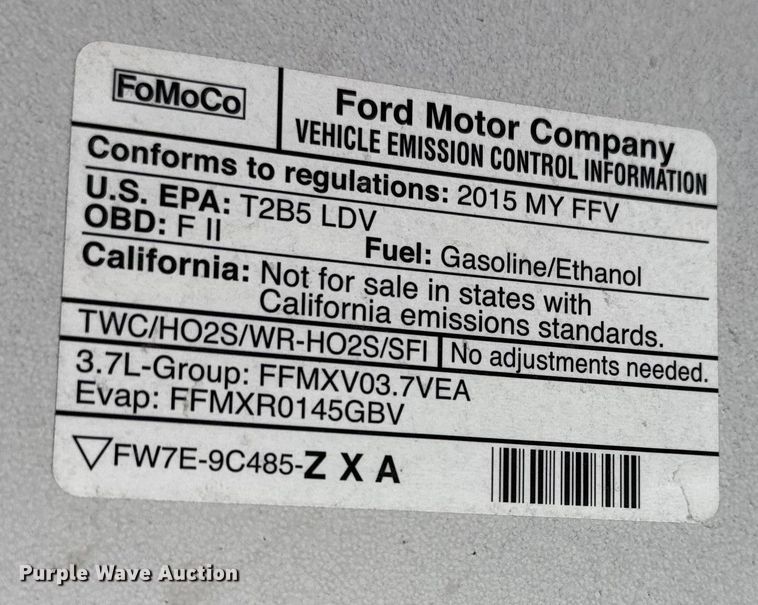 FoMoCo
Ford Motor Company
VEHICLE EMISSION CONTROL INFORMATION
Conforms to regulations: 2015 MY FFV
U.S. EPA: T2B5 LDV
OBD: F II
Fuel: Gasoline/Ethanol
California: Not for sale in states with
California emissions standards.
TWC/HO2S/WR-HO2S/SFI
No adjustments needed.
3.7L-Group: FFMXV03.7VEA
Evap: FFMXR0145GBV
FW7E-9C485-Z X A
Purple Wave Auction